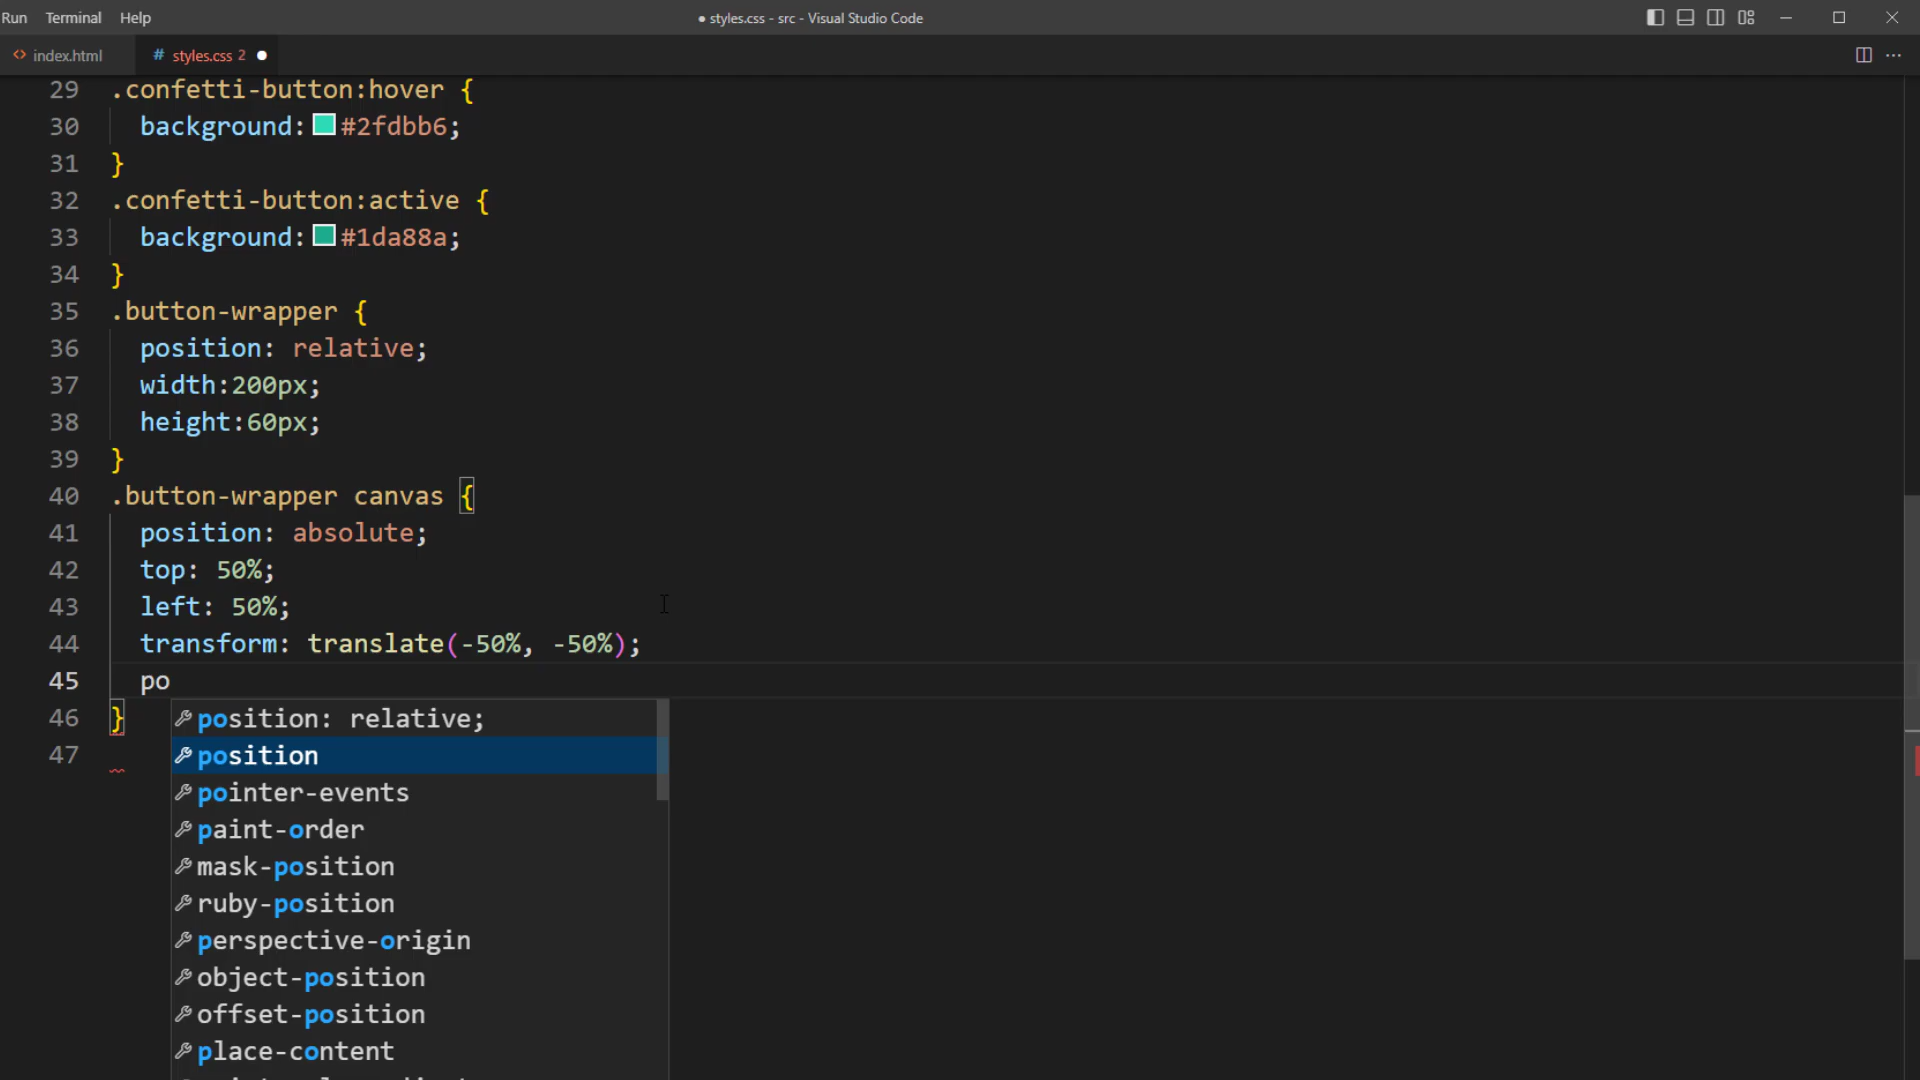 Run Terminal Help
● styles.css - src - Visual Studio Code
<> index.html
# styles.css 2 ●
29 .confetti-button:hover {
30 background: #2fdbb6;
31 }
32 .confetti-button:active {
33 background: #1da88a;
34 }
35 .button-wrapper {
36 position: relative;
37 width:200px;
38 height:60px;
39 }
40 .button-wrapper canvas {
41 position: absolute;
42 top: 50%;
43 left: 50%;
44 transform: translate(-50%, -50%);
45 po
46 }
position: relative;
47
position
pointer-events
paint-order
mask-position
ruby-position
perspective-origin
object-position
offset-position
place-content